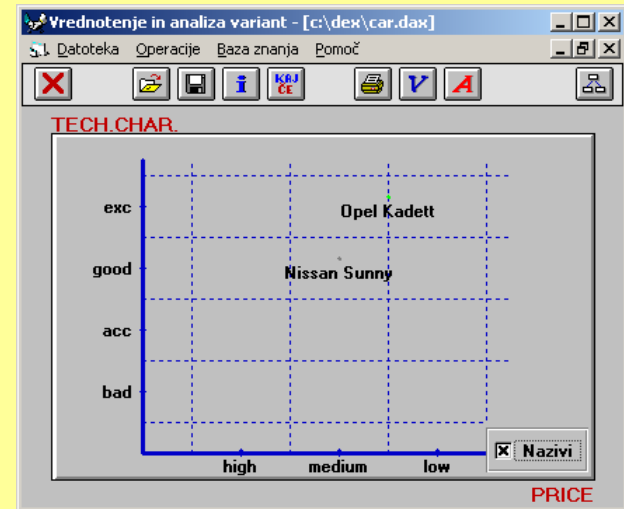 Vrednotenje in analiza variant - [c:\dex\car.dax]
Datoteka Operacije Baza znanja Pomoč
KAJ ČE V A
TECH.CHAR.
exc
Opel Kadett
good
Nissan Sunny
acc
bad
Nazivi
high medium low
PRICE